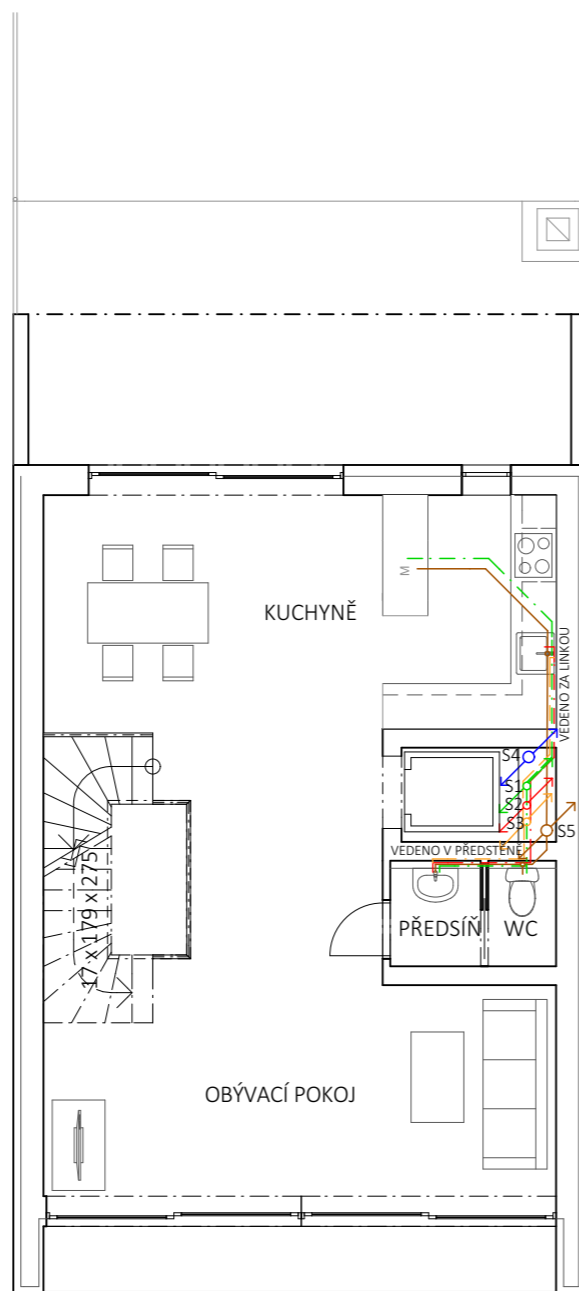 M
KUCHYNĚ
VEDENO ZA LINKOU
S4
S1
S2
S3
S5
VEDENO V PŘEDSTĚNĚ
17 x 179 x 275
PŘEDSÍŇ
WC
OBÝVACÍ POKOJ